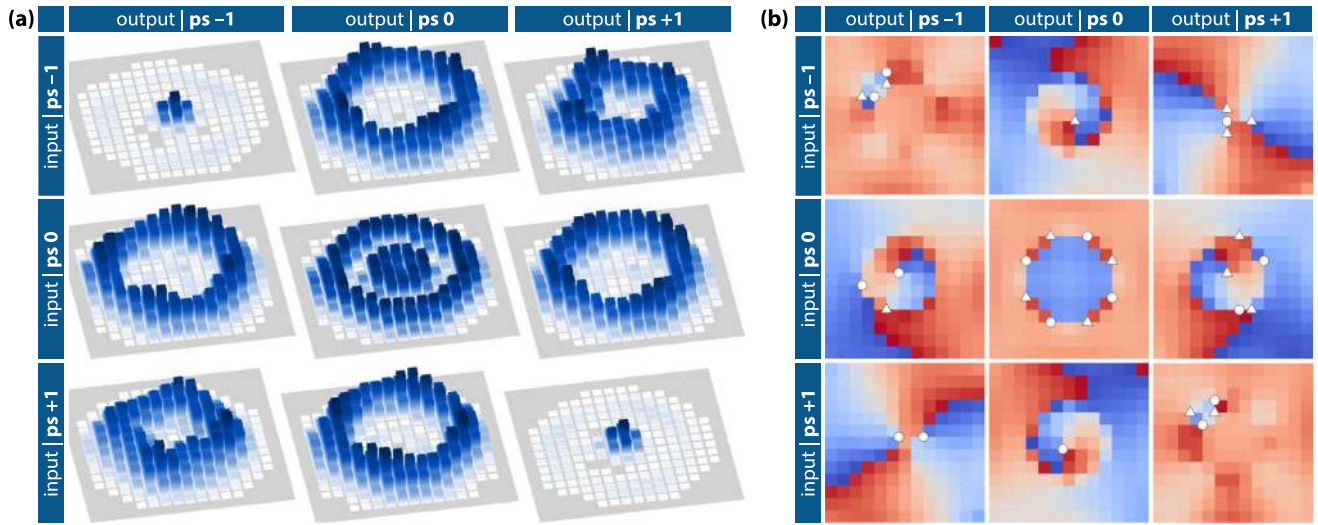 (a)
output | ps –1
output | ps 0
output | ps +1
input | ps –1
input | ps 0
input | ps +1
(b)
output | ps –1
output | ps 0
output | ps +1
input | ps –1
input | ps 0
input | ps +1